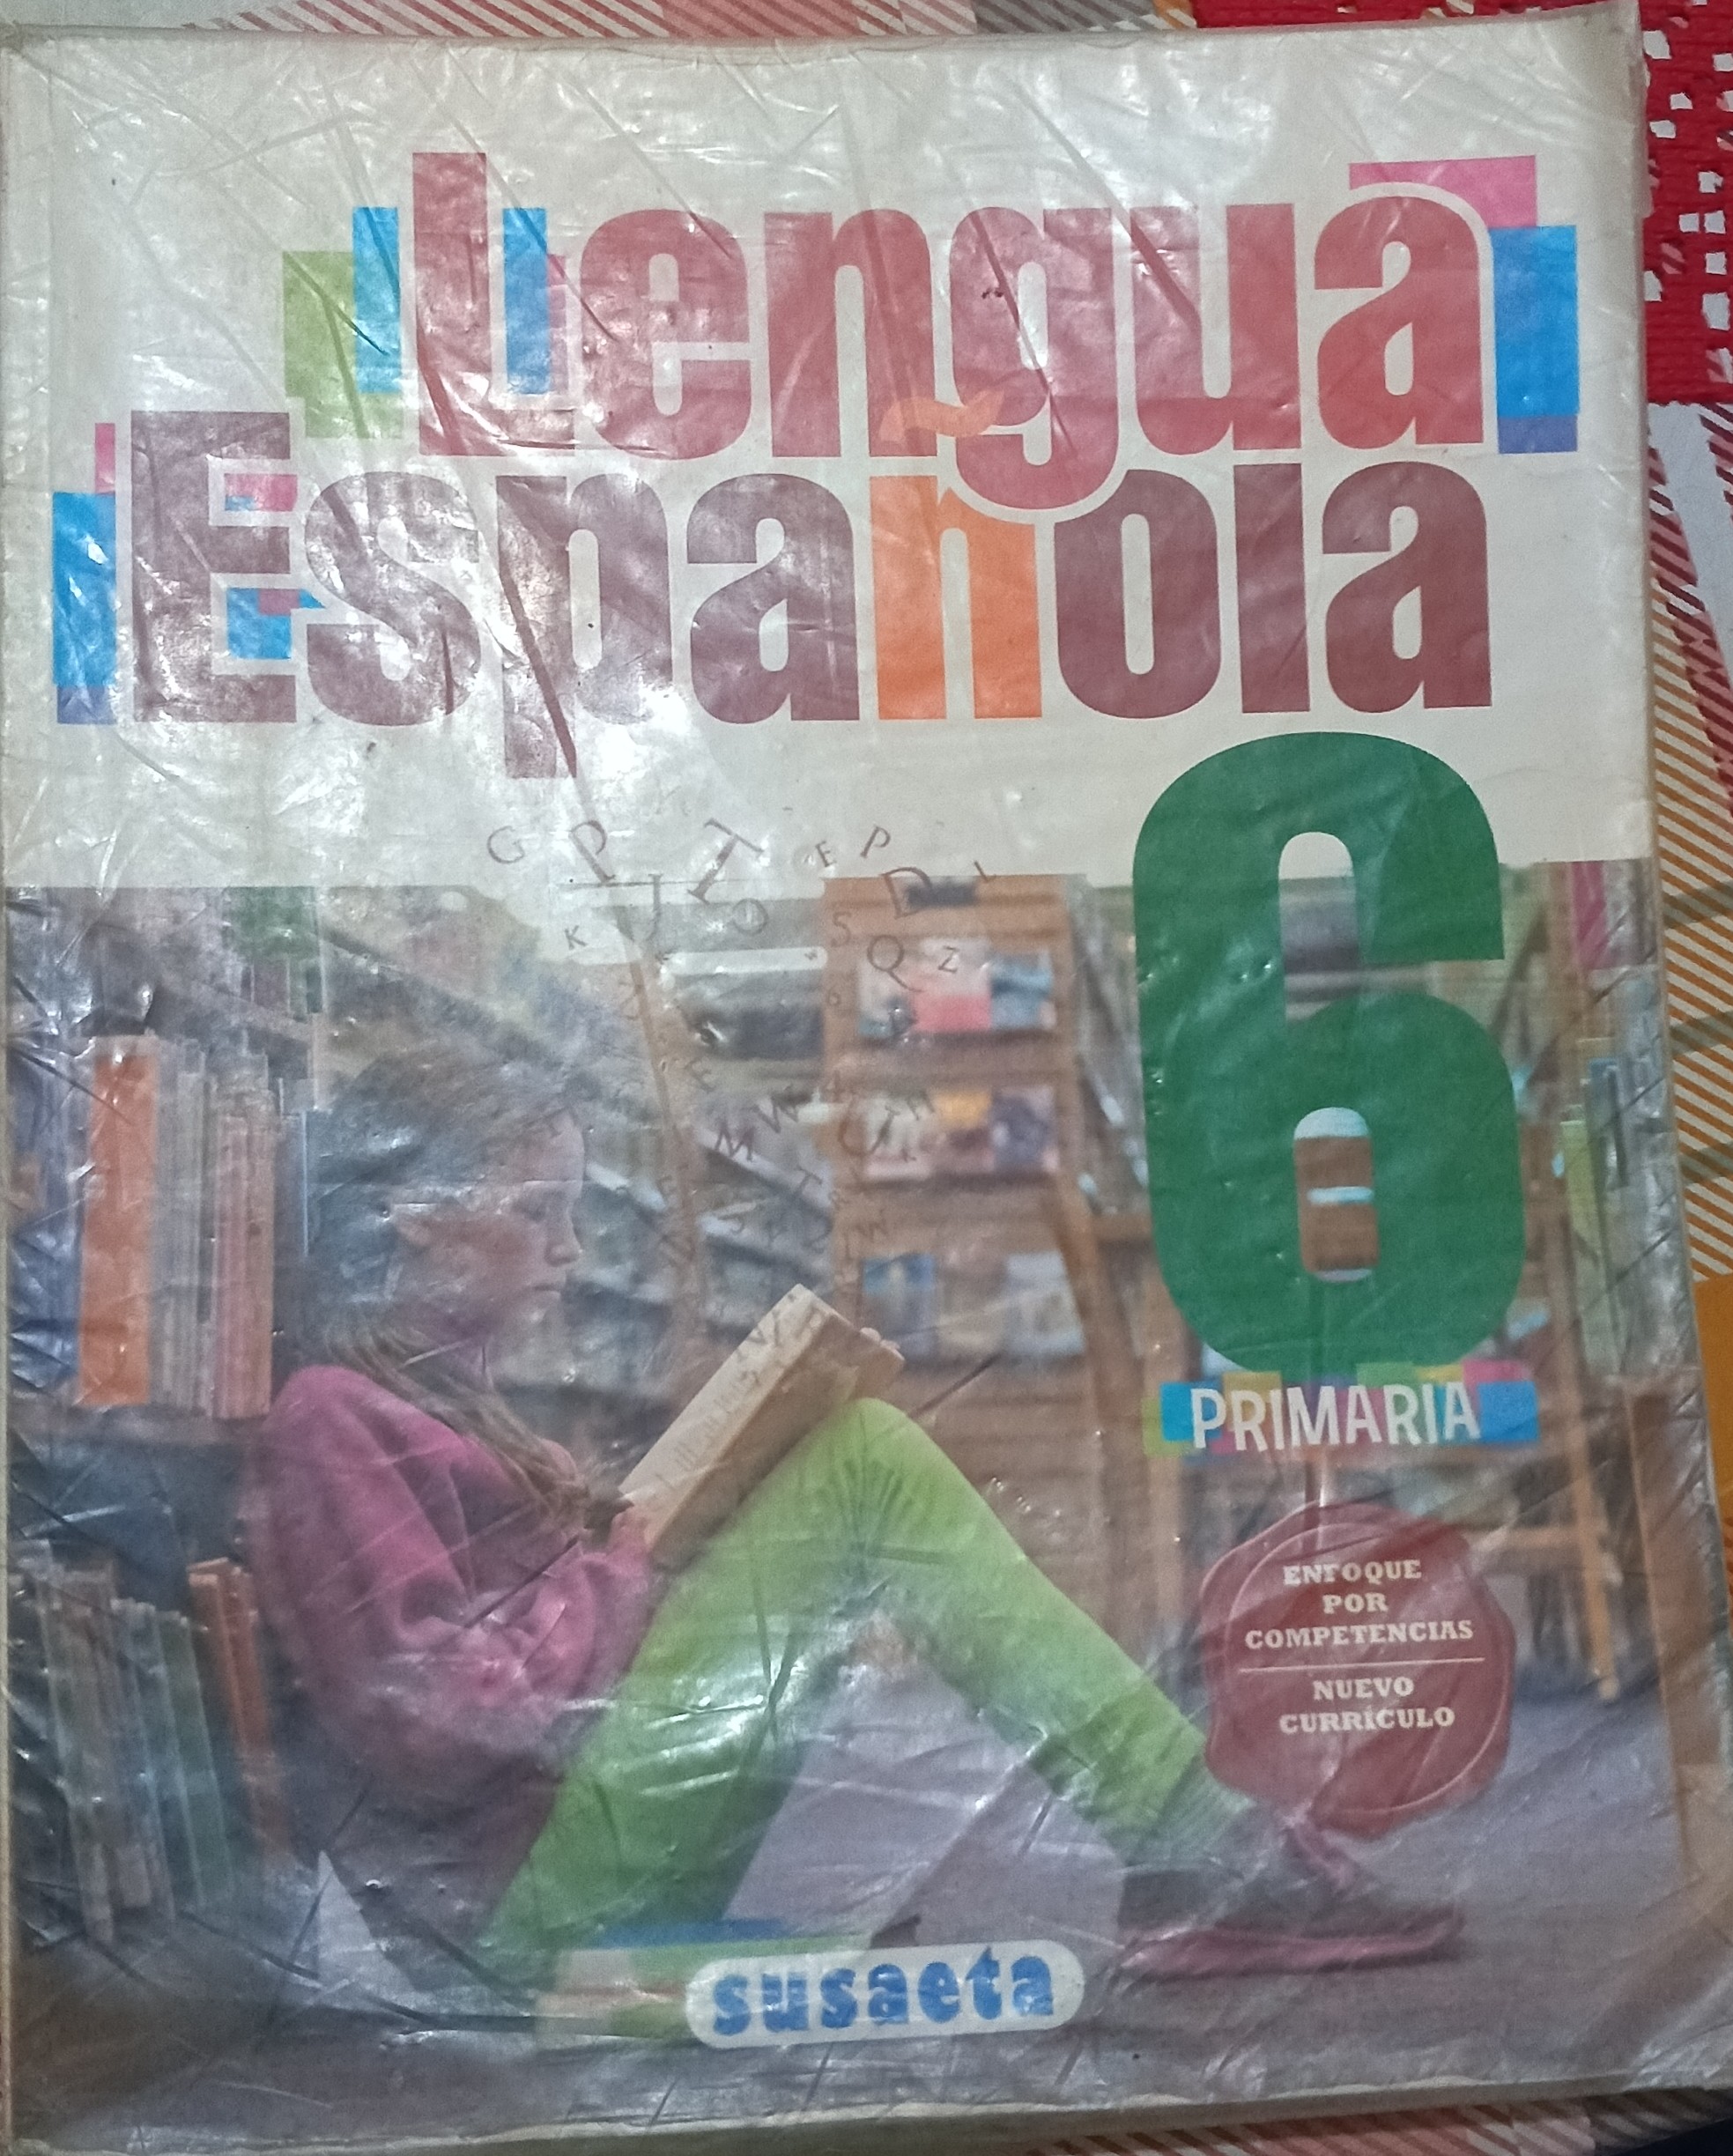 Lengua
Española
6
PRIMARIA
ENFOQUE
POR
COMPETENCIAS
NUEVO
CURRÍCULO
susaeta